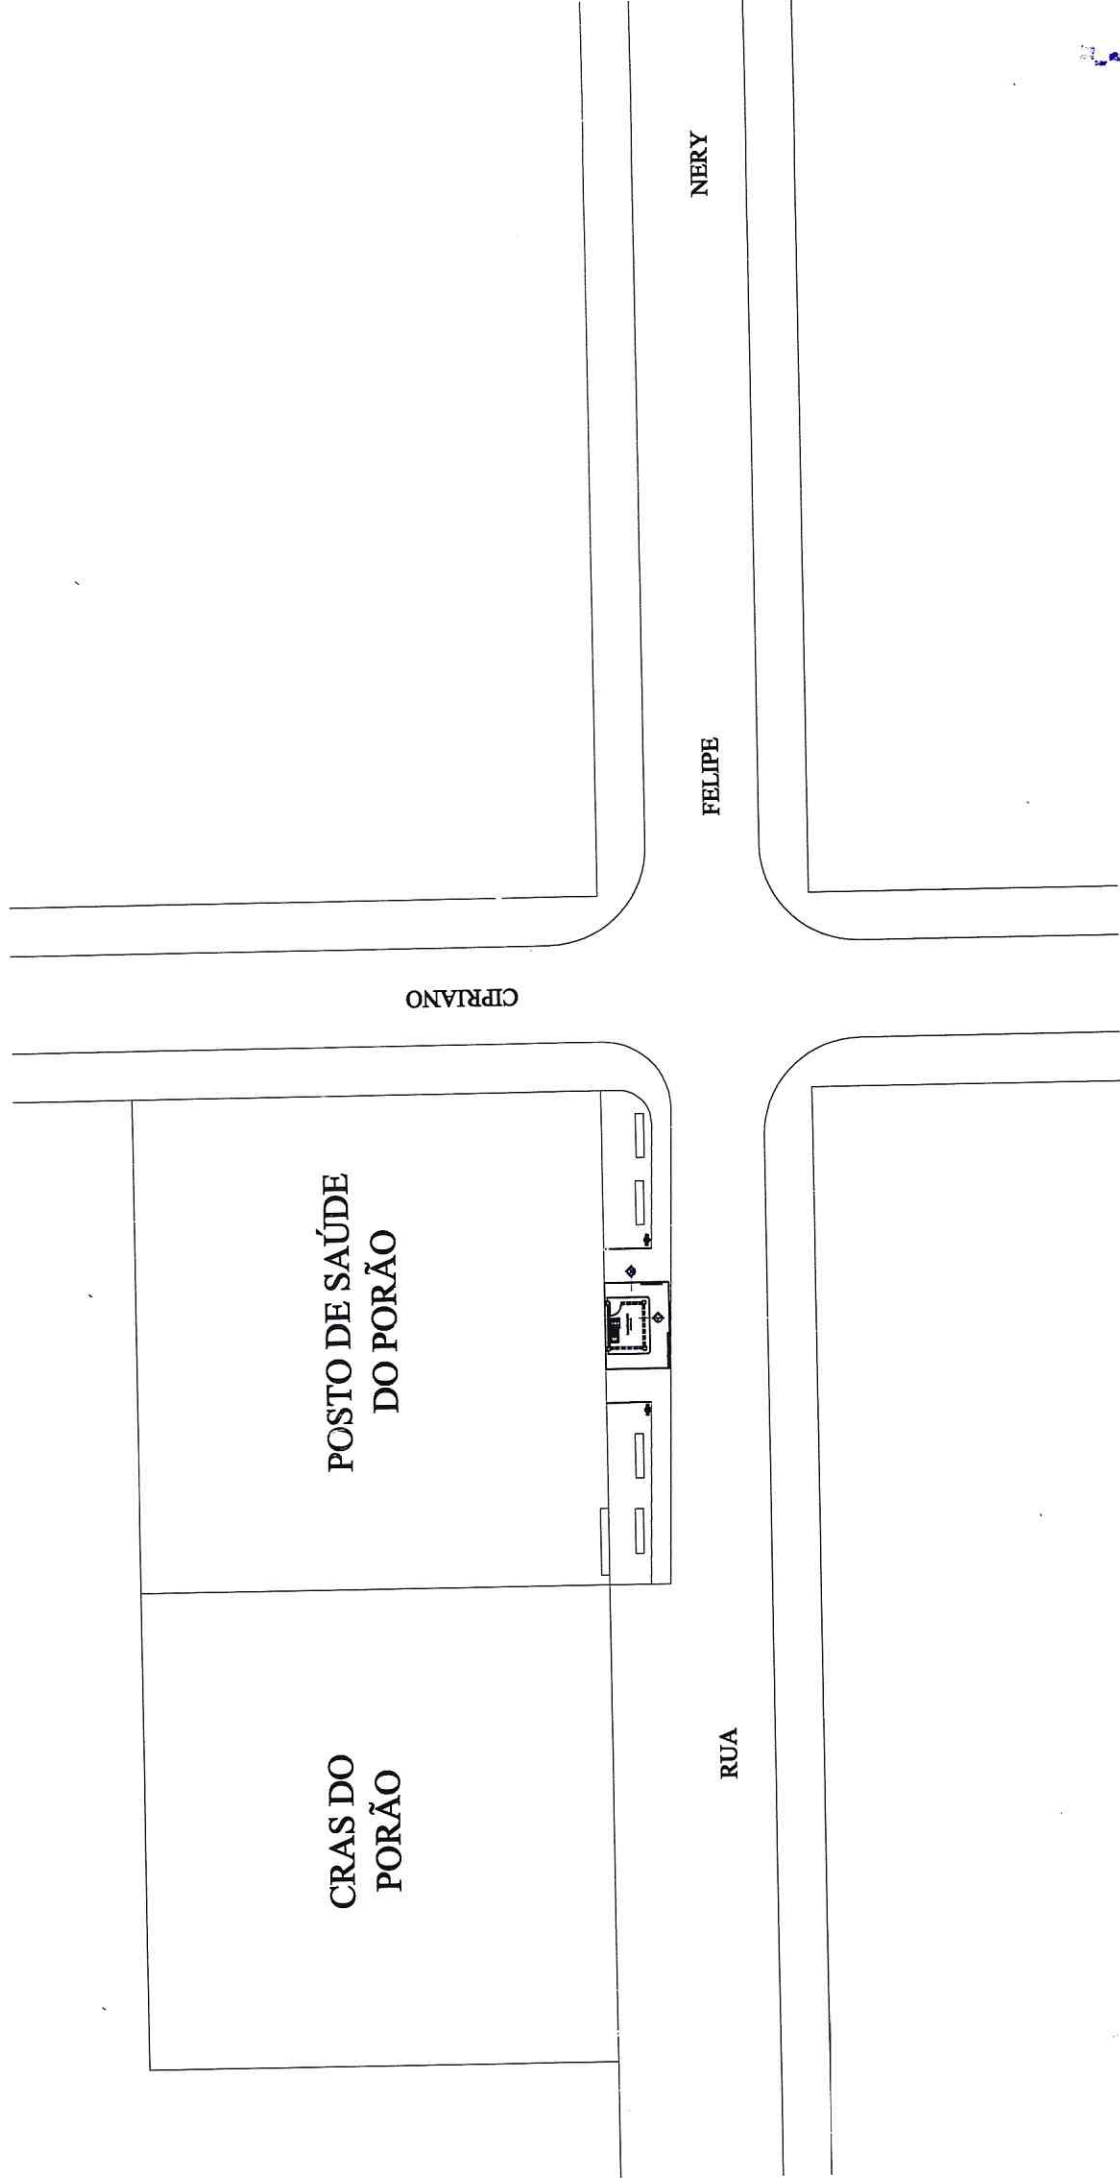 RUA FELIPE NERY
CIPRIANO
POSTO DE SAÚDE
DO PORÃO
CRAS DO
PORÃO